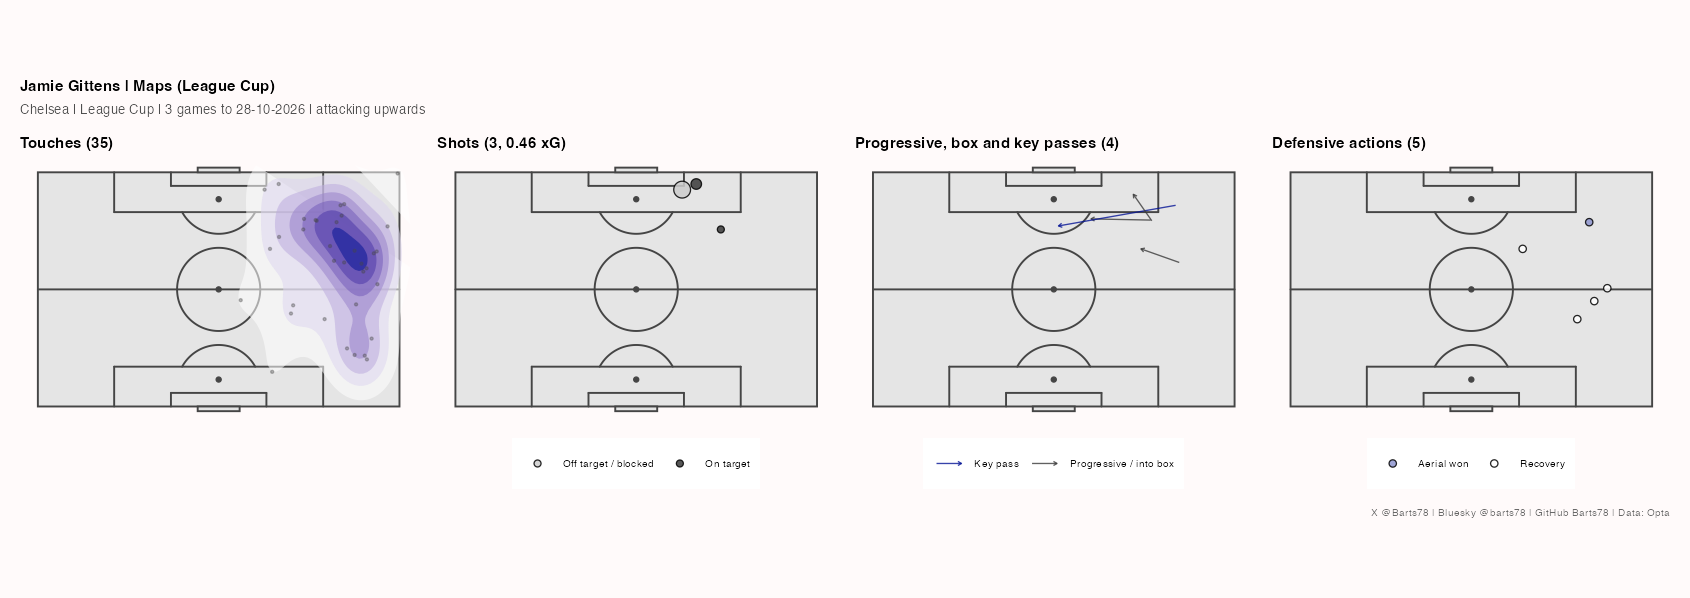 Jamie Gittens | Maps (League Cup)
Chelsea | League Cup | 3 games to 28-10-2026 | attacking upwards
Touches (35)
Shots (3, 0.46 xG)
Progressive, box and key passes (4)
Defensive actions (5)
Off target / blocked
On target
Key pass
Progressive / into box
Aerial won
Recovery
X @Barts78 | Bluesky @barts78 | GitHub Barts78 | Data: Opta